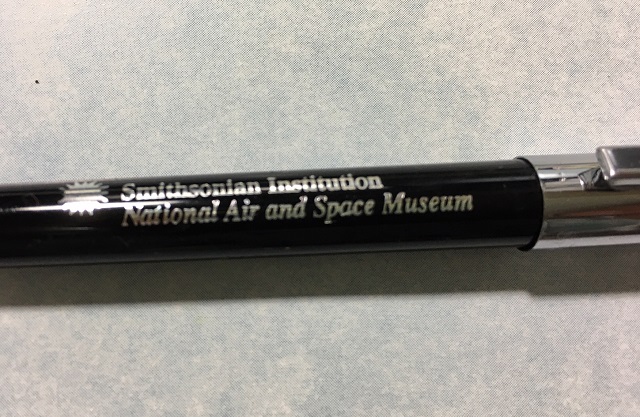 Smithsonian Institution
National Air and Space Museum